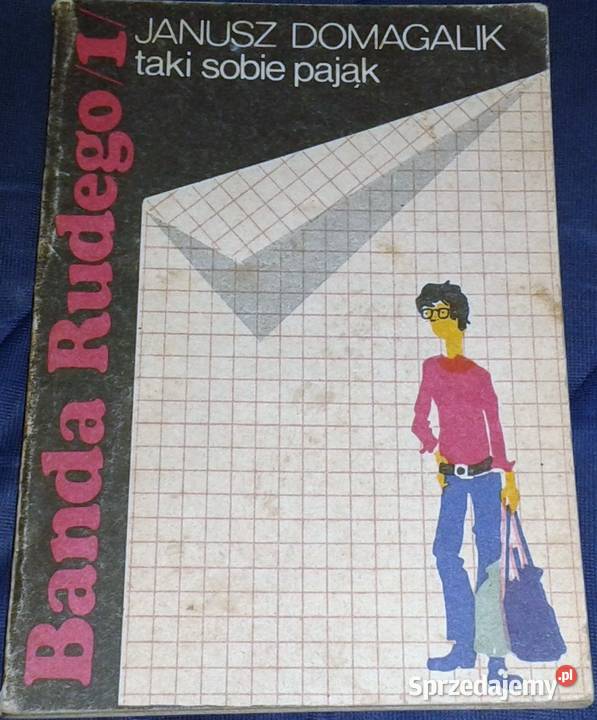 JANUSZ DOMAGALIK
taki sobie pająk
Banda Rudego/1/
Sprzedajemy.pl